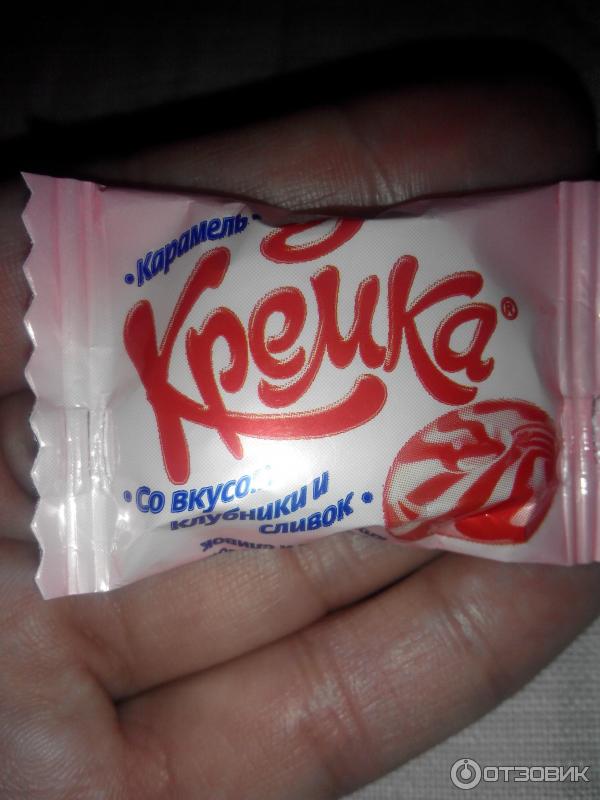 • Карамель •
Кремка®
• Со вкусом
клубники и
сливок •
ОТЗОВИК